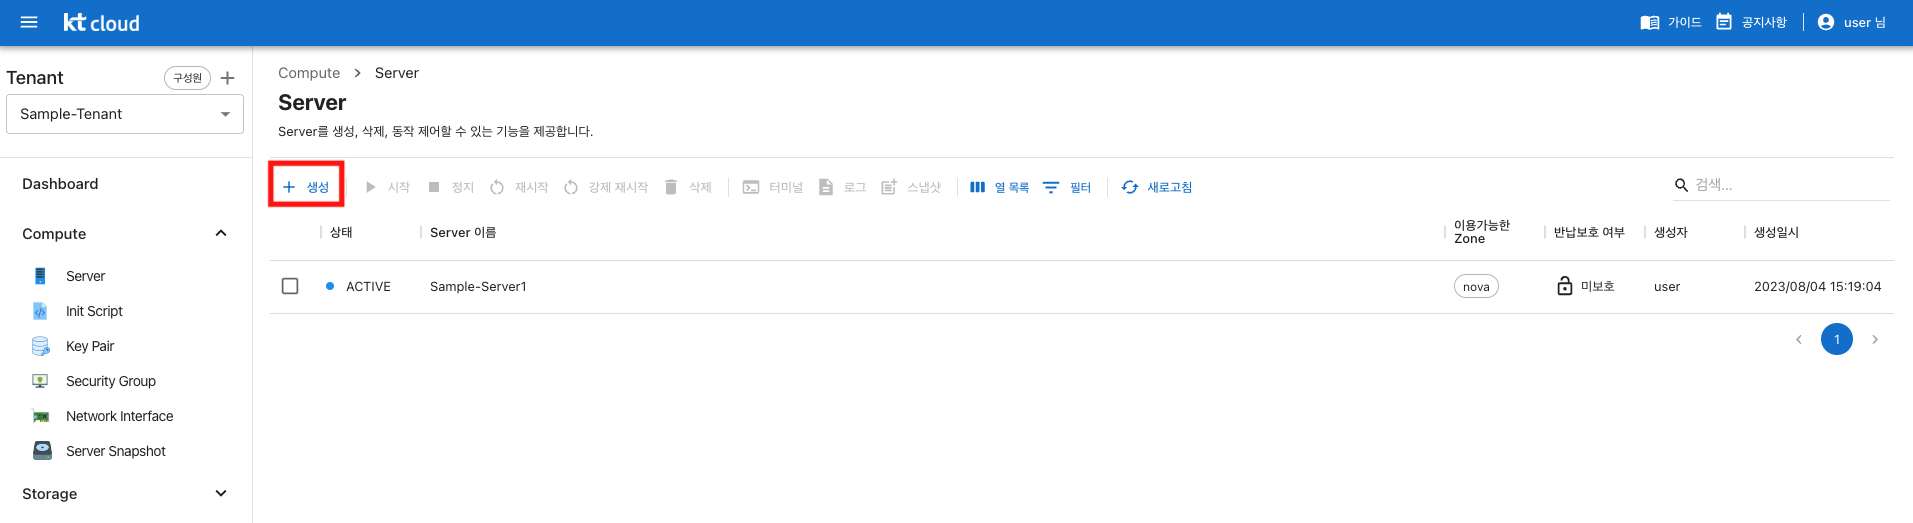 kt cloud
가이드
공지사항
user 님
Tenant
구성원
Sample-Tenant
Dashboard
Compute
Server
Init Script
Key Pair
Security Group
Network Interface
Server Snapshot
Storage
Compute > Server
Server
Server를 생성, 삭제, 동작 제어할 수 있는 기능을 제공합니다.
+ 생성 시작 정지 재시작 강제 재시작 삭제 터미널 로그 스냅샷 열 목록 필터 새로고침 검색...
상태 Server 이름 이용가능한 Zone 반납보호 여부 생성자 생성일시
ACTIVE Sample-Server1 nova 미보호 user 2023/08/04 15:19:04
< 1 >